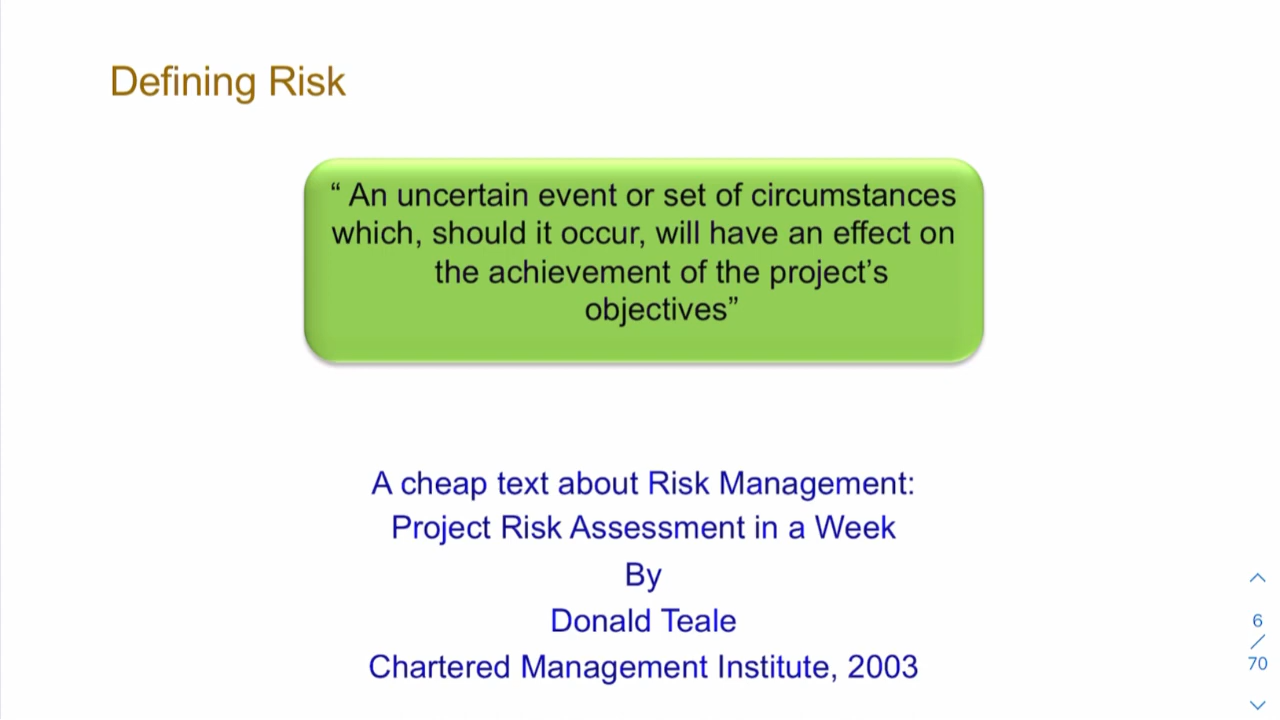 Defining Risk
“ An uncertain event or set of circumstances
which, should it occur, will have an effect on
the achievement of the project’s
objectives”
A cheap text about Risk Management:
Project Risk Assessment in a Week
By
Donald Teale
Chartered Management Institute, 2003
6
/
70